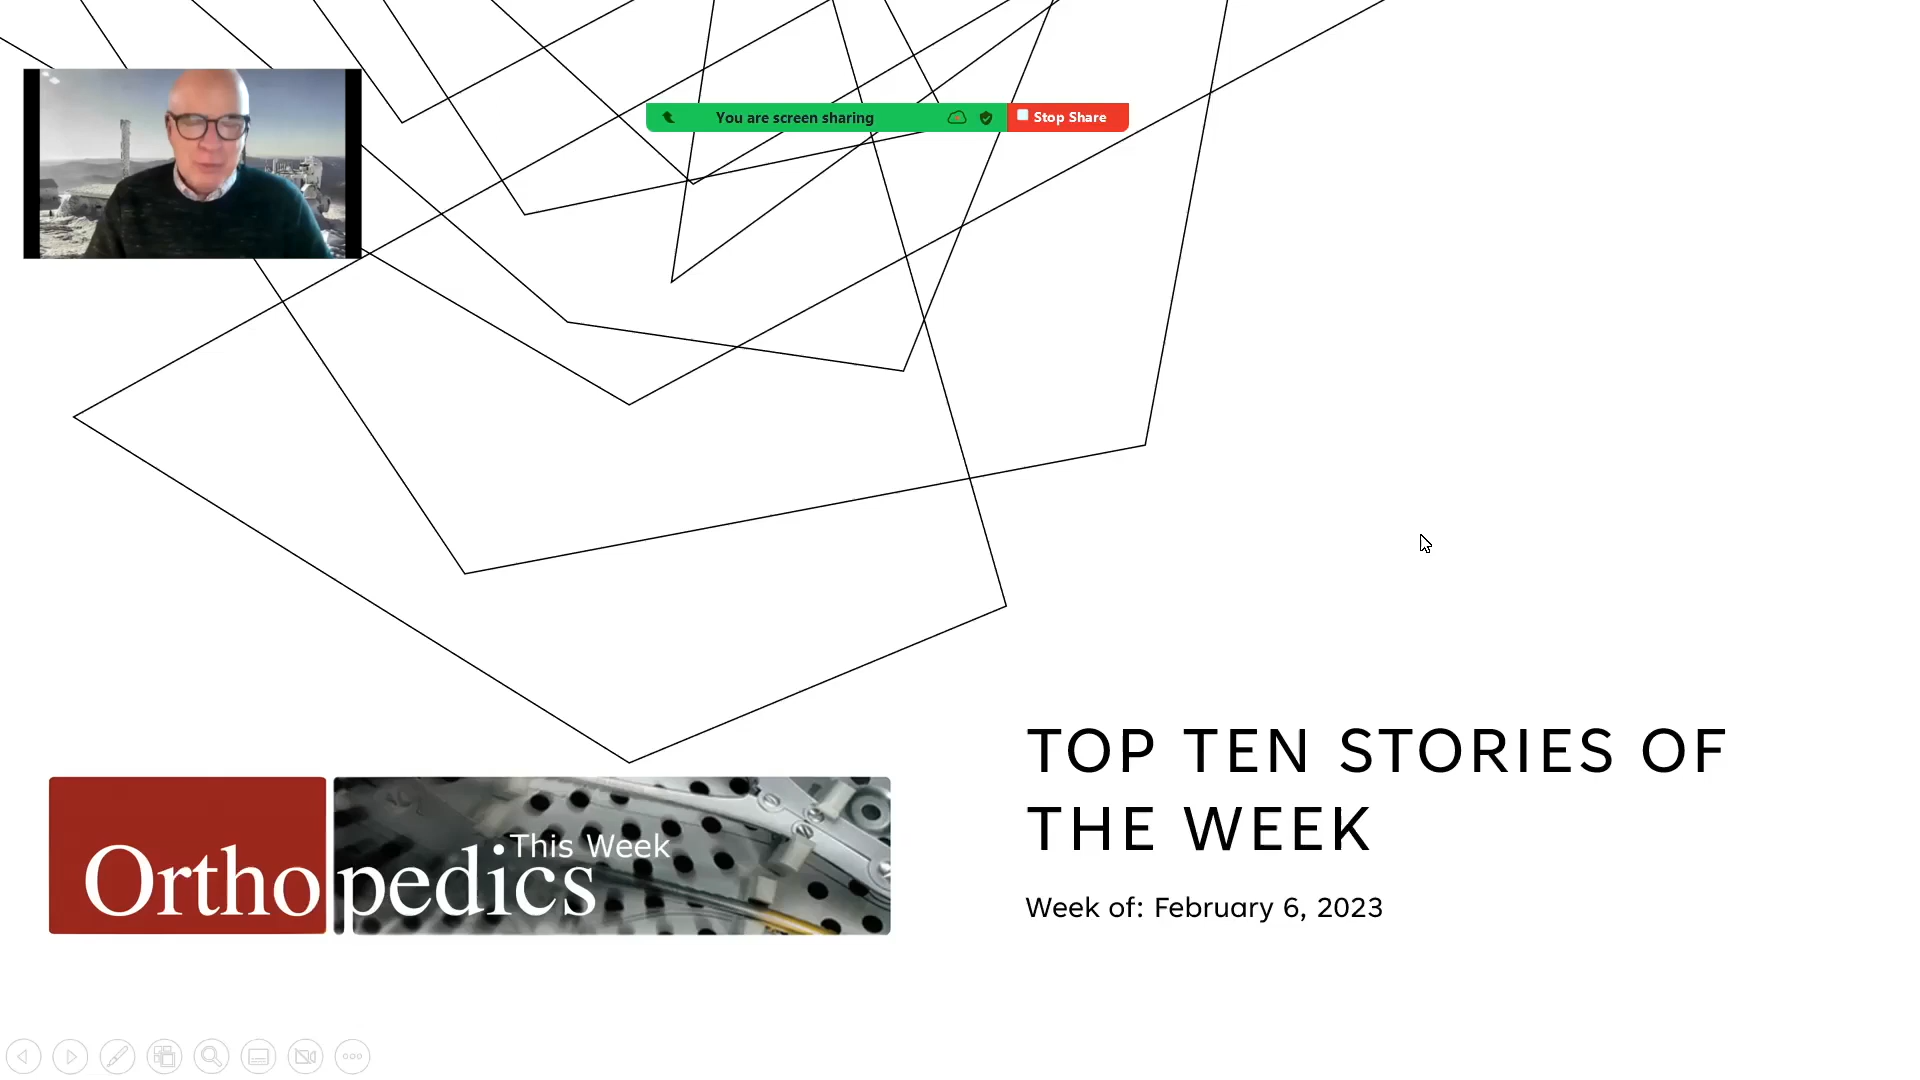 You are screen sharing
Stop Share
TOP TEN STORIES OF
THE WEEK
This Week
Orthopedics
Week of: February 6, 2023